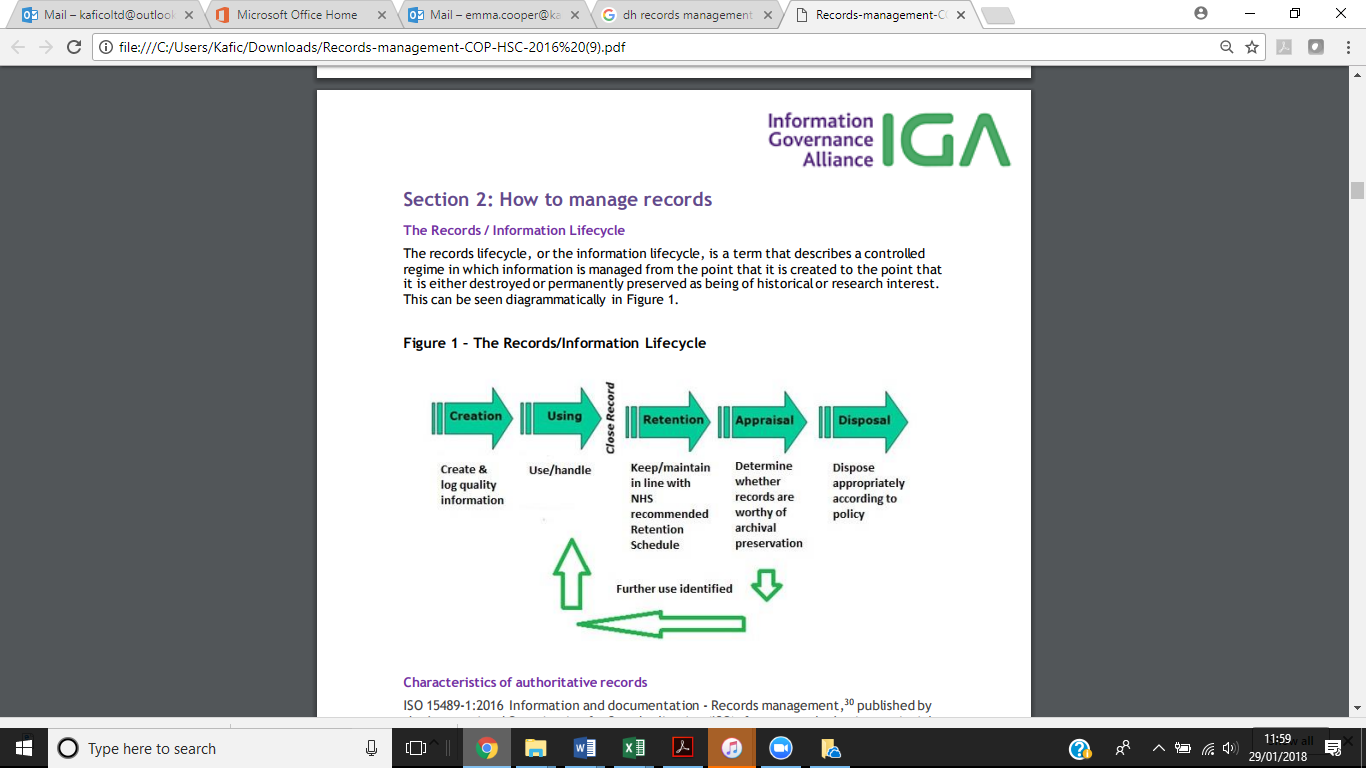 Mail – kaficoltd@outlook
Microsoft Office Home
Mail – emma.cooper@ka
dh records management
Records-management-C
file:///C:/Users/Kafic/Downloads/Records-management-COP-HSC-2016%20(9).pdf
Information
Governance
Alliance
IGA
Section 2: How to manage records
The Records / Information Lifecycle
The records lifecycle, or the information lifecycle, is a term that describes a controlled
regime in which information is managed from the point that it is created to the point that
it is either destroyed or permanently preserved as being of historical or research interest.
This can be seen diagrammatically in Figure 1.
Figure 1 - The Records/Information Lifecycle
Creation
Using
Close Record
Retention
Appraisal
Disposal
Create &
log quality
information
Use/handle
Keep/maintain
in line with
NHS
recommended
Retention
Schedule
Determine
whether
records are
worthy of
archival
preservation
Dispose
appropriately
according to
policy
Further use identified
Characteristics of authoritative records
ISO 15489-1:2016 Information and documentation - Records management,30 published by
Type here to search
11:59
29/01/2018